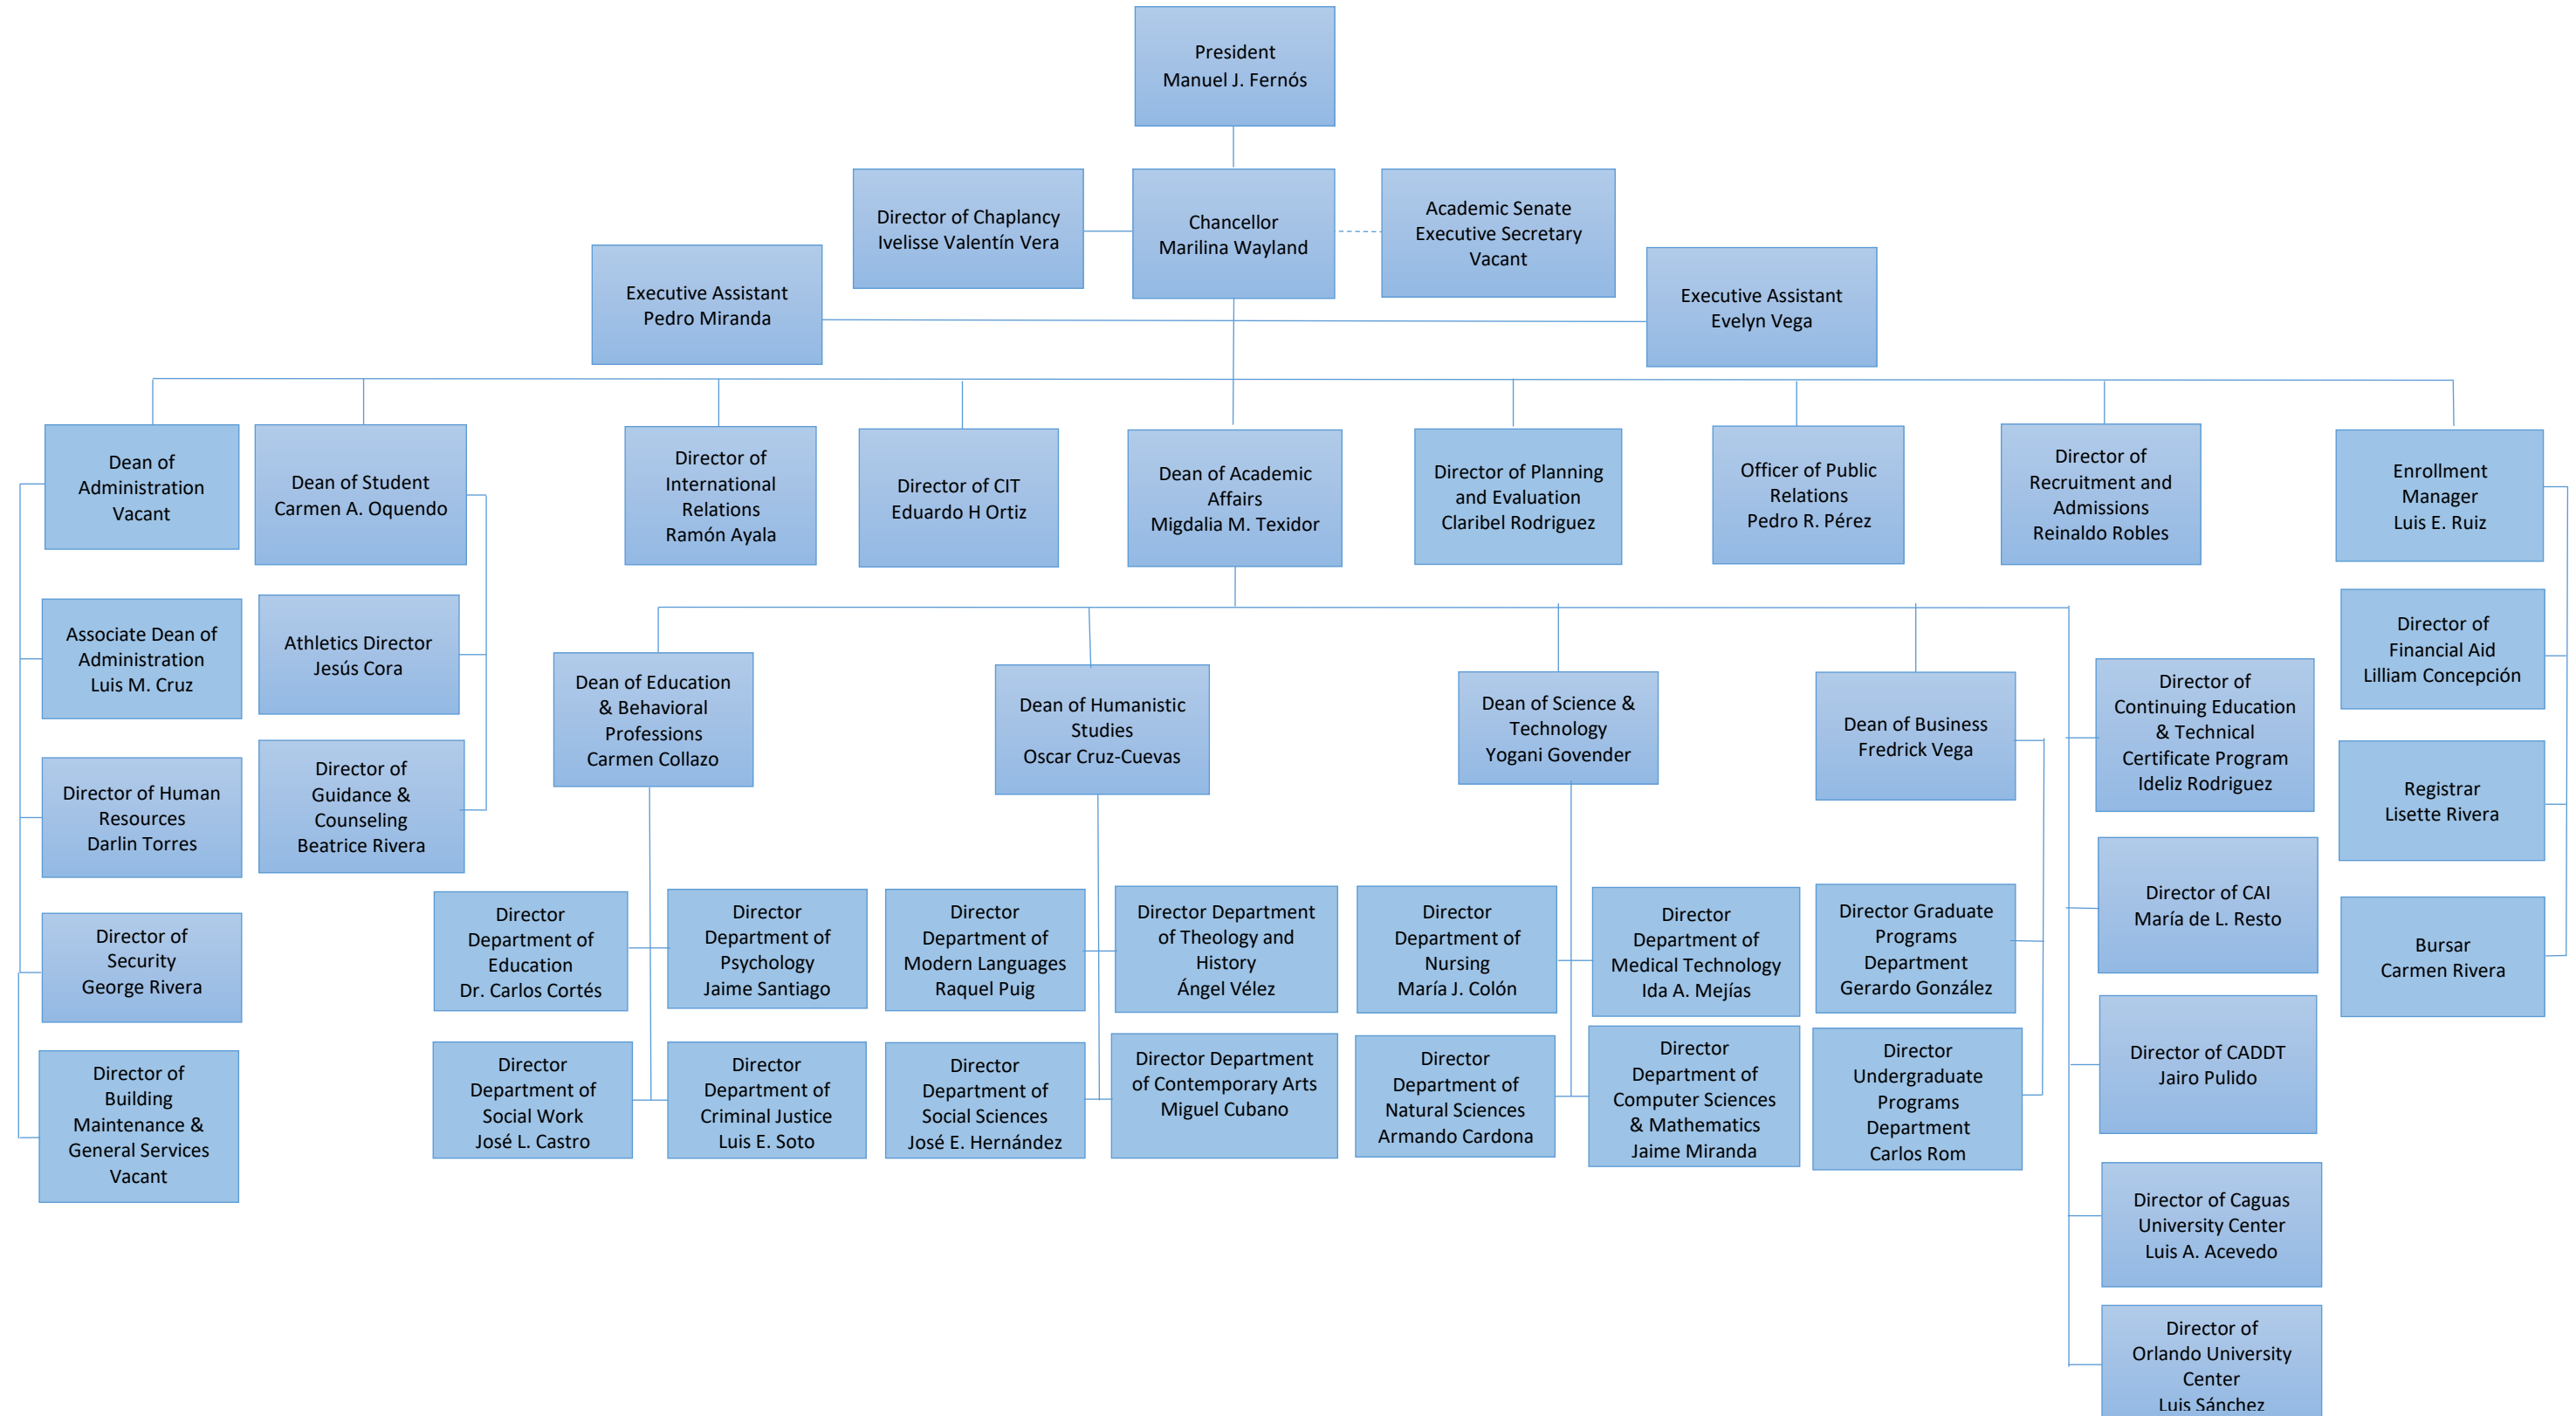 President
Manuel J. Fernós
Director of Chaplancy
Ivelisse Valentín Vera
Chancellor
Marilina Wayland
Academic Senate
Executive Secretary
Vacant
Executive Assistant
Pedro Miranda
Executive Assistant
Evelyn Vega
Dean of
Administration
Vacant
Dean of Student
Carmen A. Oquendo
Director of
International
Relations
Ramón Ayala
Director of CIT
Eduardo H Ortiz
Dean of Academic
Affairs
Migdalia M. Texidor
Director of Planning
and Evaluation
Claribel Rodriguez
Officer of Public
Relations
Pedro R. Pérez
Director of
Recruitment and
Admissions
Reinaldo Robles
Enrollment
Manager
Luis E. Ruiz
Associate Dean of
Administration
Luis M. Cruz
Athletics Director
Jesús Cora
Director of
Financial Aid
Lilliam Concepción
Dean of Education
& Behavioral
Professions
Carmen Collazo
Dean of Humanistic
Studies
Oscar Cruz-Cuevas
Dean of Science &
Technology
Yogani Govender
Dean of Business
Fredrick Vega
Director of
Continuing Education
& Technical
Certificate Program
Ideliz Rodriguez
Director of Human
Resources
Darlin Torres
Director of
Guidance &
Counseling
Beatrice Rivera
Registrar
Lisette Rivera
Director of CAI
María de L. Resto
Director of
Security
George Rivera
Director
Department of
Education
Dr. Carlos Cortés
Director
Department of
Psychology
Jaime Santiago
Director
Department of
Modern Languages
Raquel Puig
Director Department
of Theology and
History
Ángel Vélez
Director
Department of
Nursing
María J. Colón
Director
Department of
Medical Technology
Ida A. Mejías
Director Graduate
Programs
Department
Gerardo González
Bursar
Carmen Rivera
Director of CADDT
Jairo Pulido
Director of
Building
Maintenance &
General Services
Vacant
Director
Department of
Social Work
José L. Castro
Director
Department of
Criminal Justice
Luis E. Soto
Director
Department of
Social Sciences
José E. Hernández
Director Department
of Contemporary Arts
Miguel Cubano
Director
Department of
Natural Sciences
Armando Cardona
Director
Department of
Computer Sciences
& Mathematics
Jaime Miranda
Director
Undergraduate
Programs
Department
Carlos Rom
Director of Caguas
University Center
Luis A. Acevedo
Director of
Orlando University
Center
Luis Sánchez